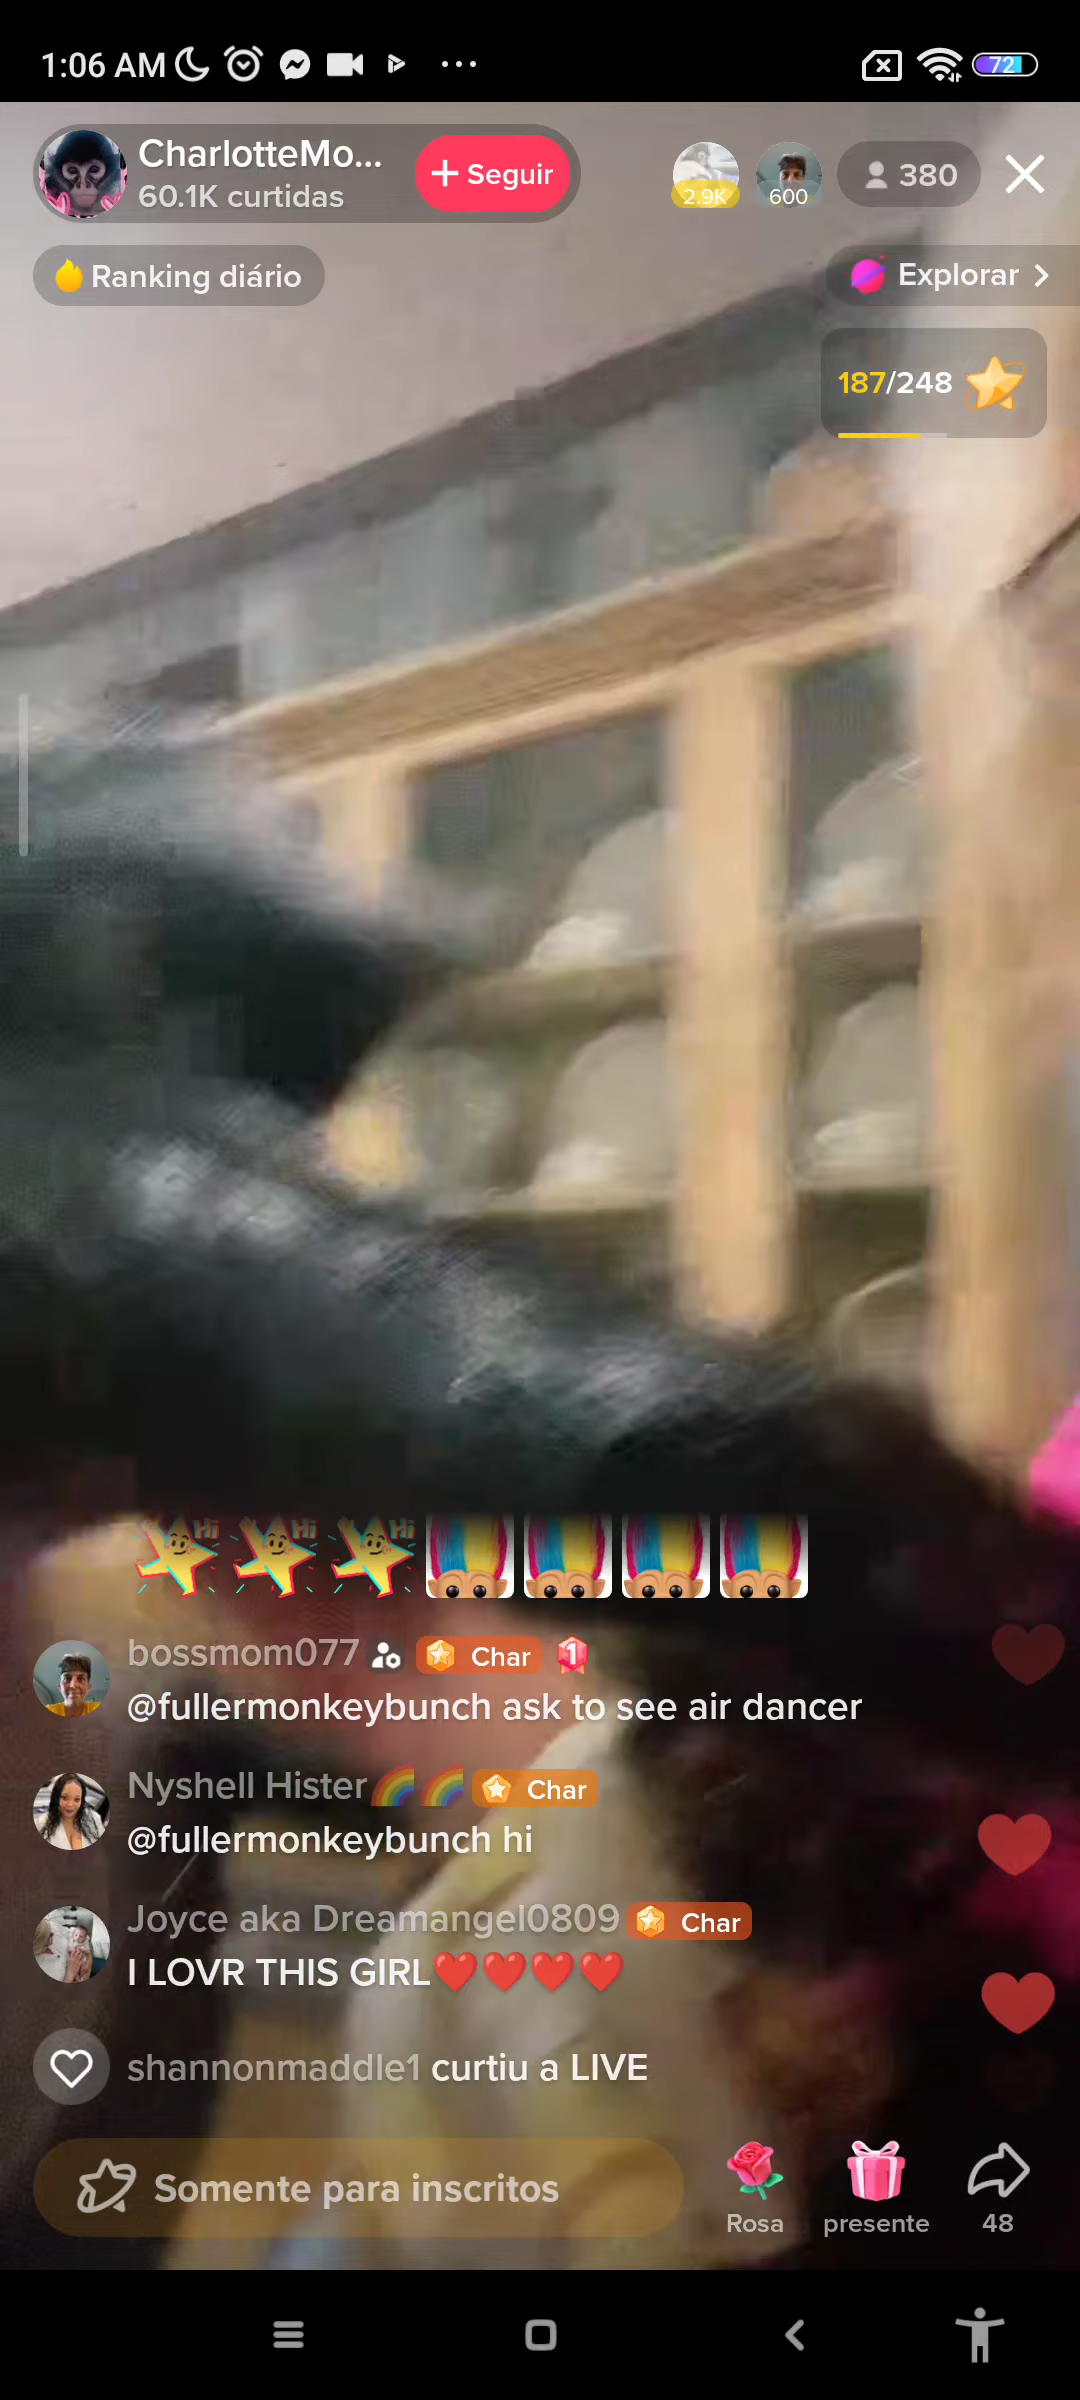 1:06 AM
72
CharlotteMo...
60.1K curtidas
+ Seguir
2.9K
600
380
Ranking diário
Explorar
187/248
Hi Hi Hi
bossmom077 Char 1
@fullermonkeybunch ask to see air dancer
Nyshell Hister🌈🌈 Char
@fullermonkeybunch hi
Joyce aka Dreamangel0809 Char
I LOVR THIS GIRL❤️❤️❤️❤️
shannonmaddle1 curtiu a LIVE
Somente para inscritos
Rosa
presente
48